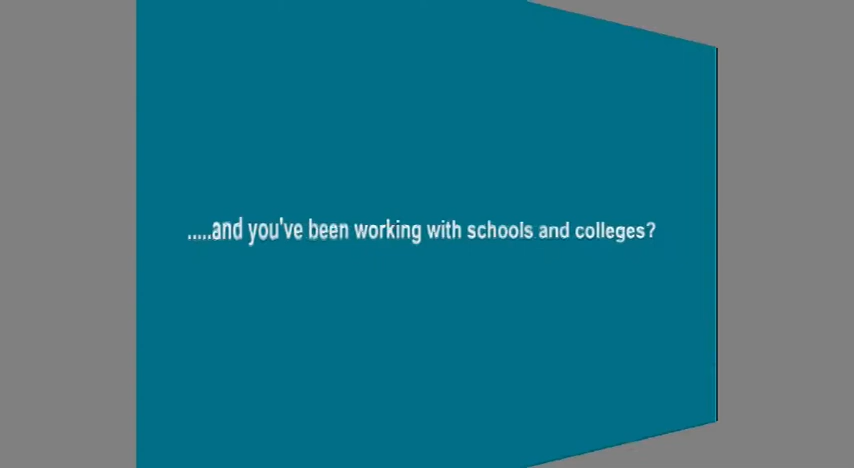 .....and you've been working with schools and colleges?